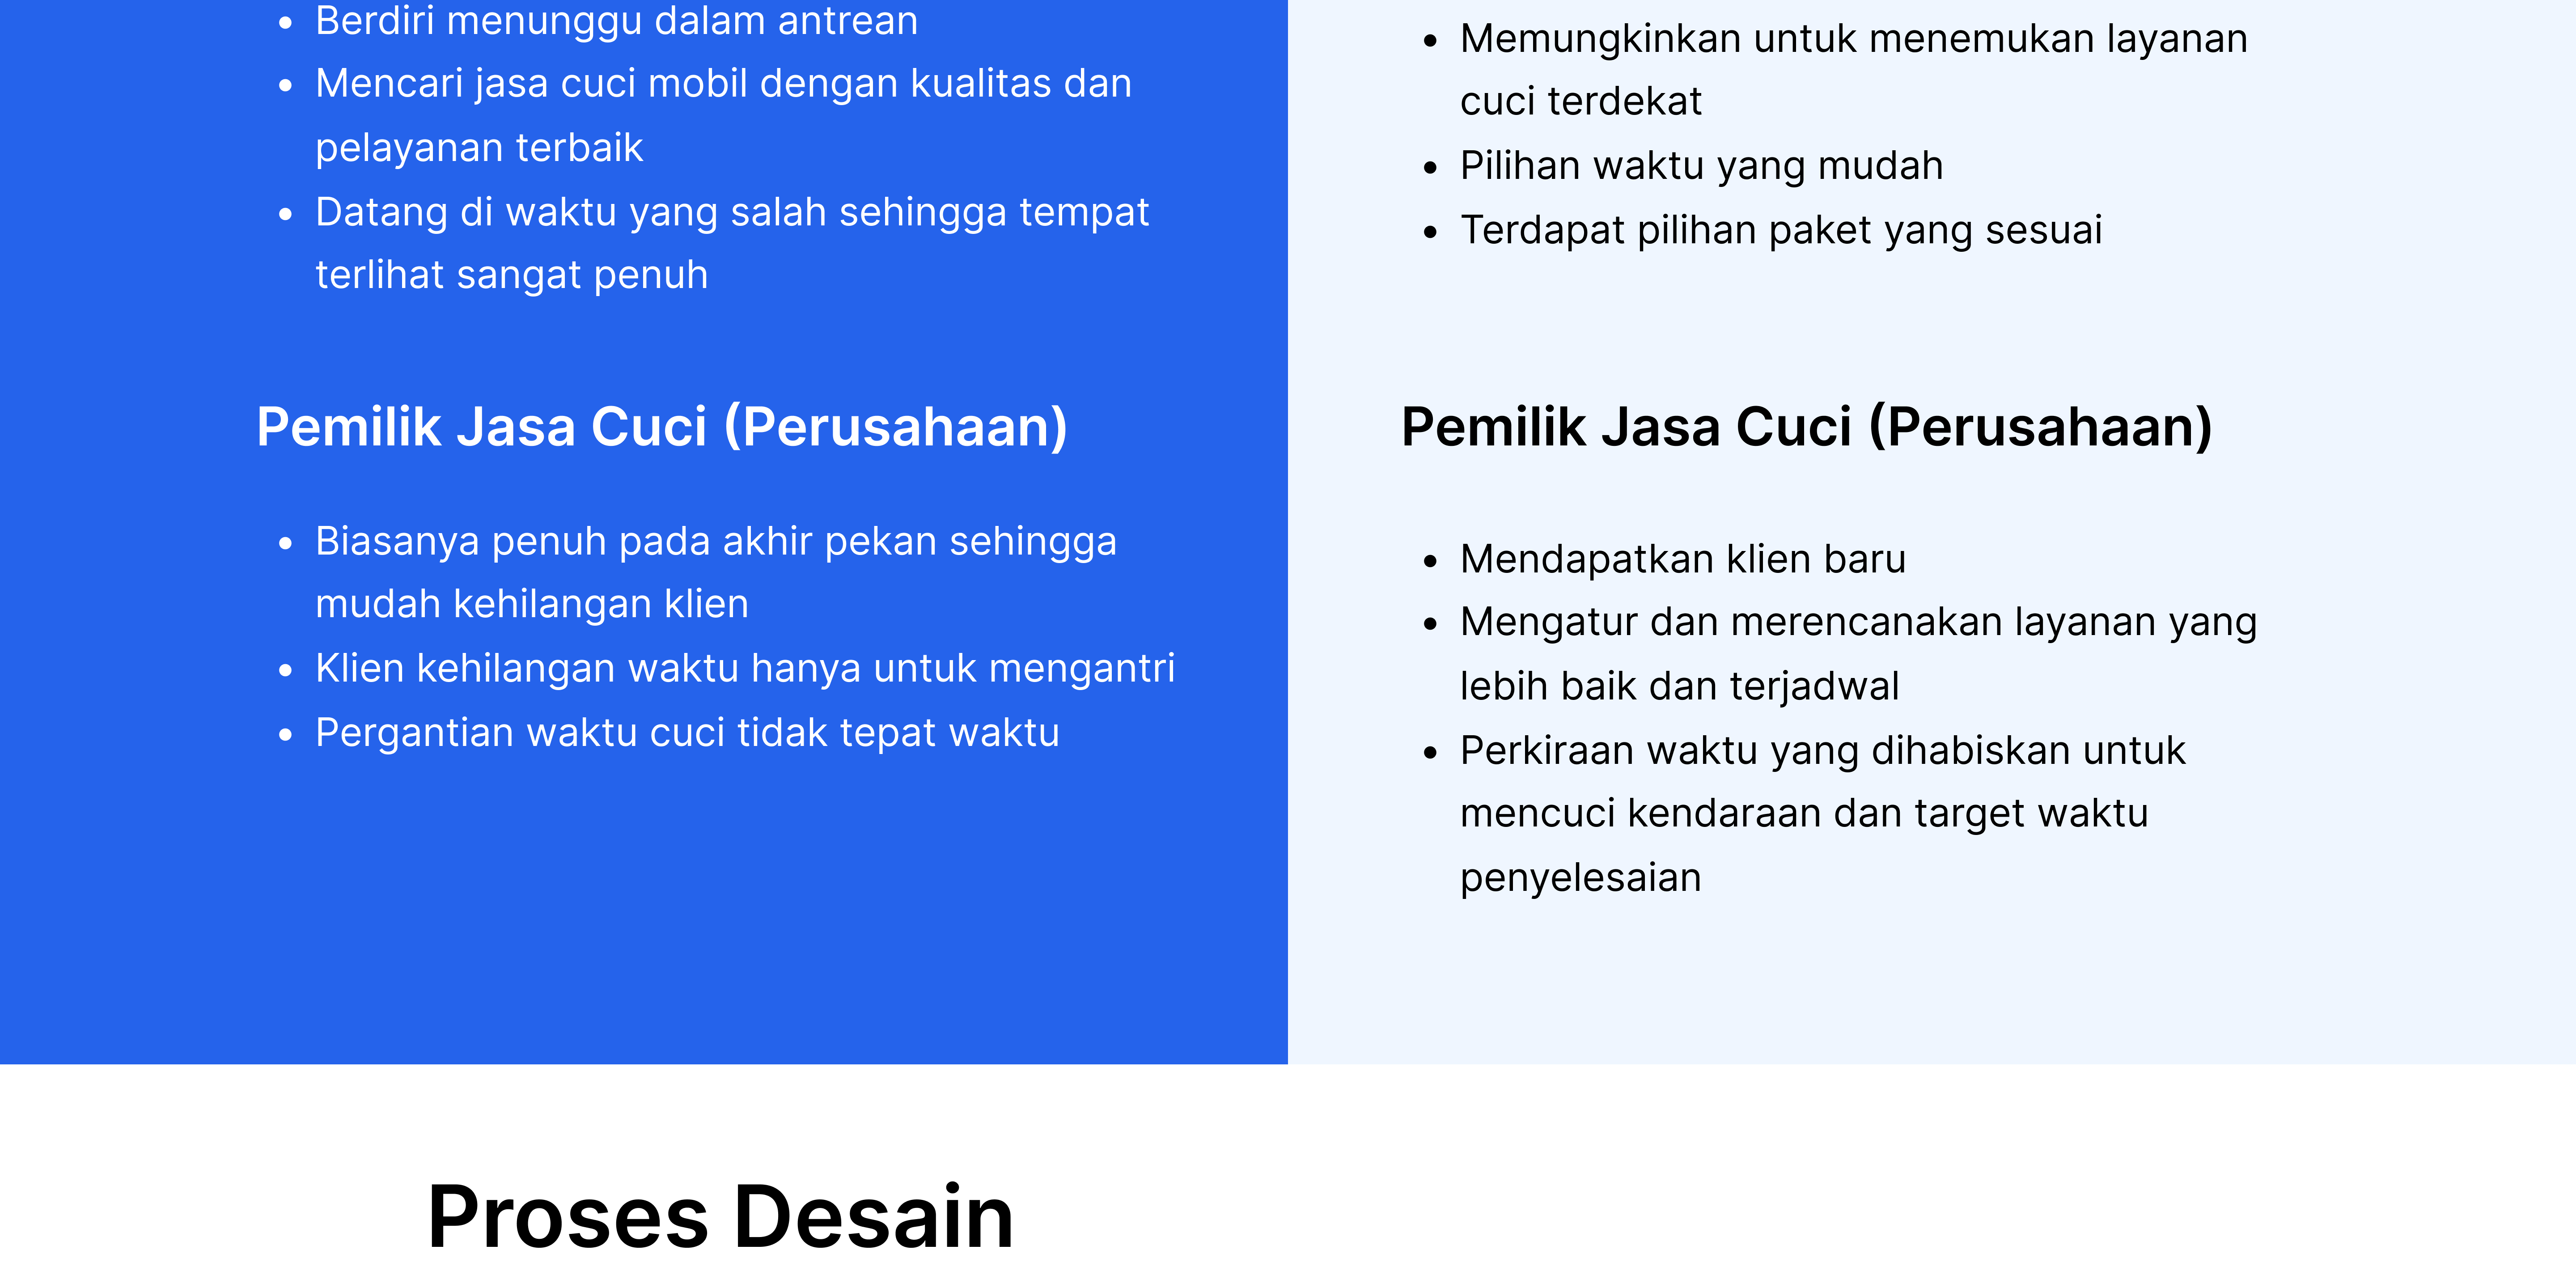 • Berdiri menunggu dalam antrean
• Mencari jasa cuci mobil dengan kualitas dan
pelayanan terbaik
• Datang di waktu yang salah sehingga tempat
terlihat sangat penuh
Pemilik Jasa Cuci (Perusahaan)
• Biasanya penuh pada akhir pekan sehingga
mudah kehilangan klien
• Klien kehilangan waktu hanya untuk mengantri
• Pergantian waktu cuci tidak tepat waktu
• Memungkinkan untuk menemukan layanan
cuci terdekat
• Pilihan waktu yang mudah
• Terdapat pilihan paket yang sesuai
Pemilik Jasa Cuci (Perusahaan)
• Mendapatkan klien baru
• Mengatur dan merencanakan layanan yang
lebih baik dan terjadwal
• Perkiraan waktu yang dihabiskan untuk
mencuci kendaraan dan target waktu
penyelesaian
Proses Desain